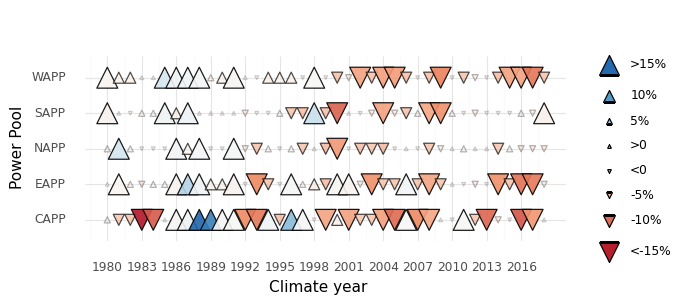 WAPP
SAPP
NAPP
EAPP
CAPP
Power Pool
1980 1983 1986 1989 1992 1995 1998 2001 2004 2007 2010 2013 2016
Climate year
>15%
10%
5%
>0
<0
-5%
-10%
<-15%